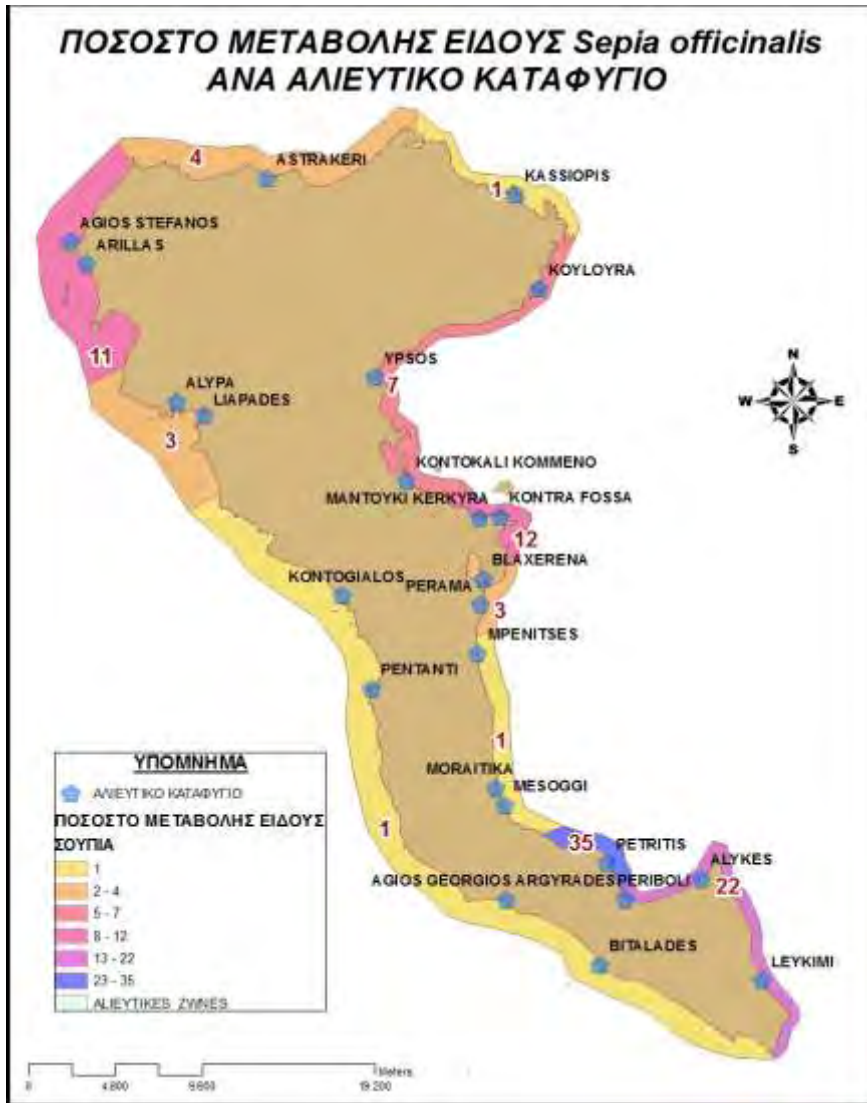 ΠΟΣΟΣΤΟ ΜΕΤΑΒΟΛΗΣ ΕΙΔΟΥΣ Sepia officinalis
ΑΝΑ ΑΛΙΕΥΤΙΚΟ ΚΑΤΑΦΥΓΙΟ
4
ASTRAKERI
KASSIOPIS
1
AGIOS STEFANOS
ARILLAS
KOYLOYRA
11
YPSOS
7
ALYPA
LIAPADES
3
N
W
E
S
KONTOKALI KOMMENO
MANTOYKI KERKYRA
KONTRA FOSSA
12
BLAXERENA
KONTOGIALOS
PERAMA
3
MPENITSES
PENTANTI
1
MORAITIKA
MESOGGI
1
35
PETRITIS
ALYKES
22
AGIOS GEORGIOS ARGYRADES
PERIBOLI
BITALADES
LEYKIMI
ΥΠΟΜΝΗΜΑ
ΑΛΙΕΥΤΙΚΟ ΚΑΤΑΦΥΓΙΟ
ΠΟΣΟΣΤΟ ΜΕΤΑΒΟΛΗΣ ΕΙΔΟΥΣ
ΣΟΥΠΙΑ
1
2 - 4
5 - 7
8 - 12
13 - 22
23 - 35
ALIEYTIKES_ZWNES
Meters
0 4.800 9.600 19.200